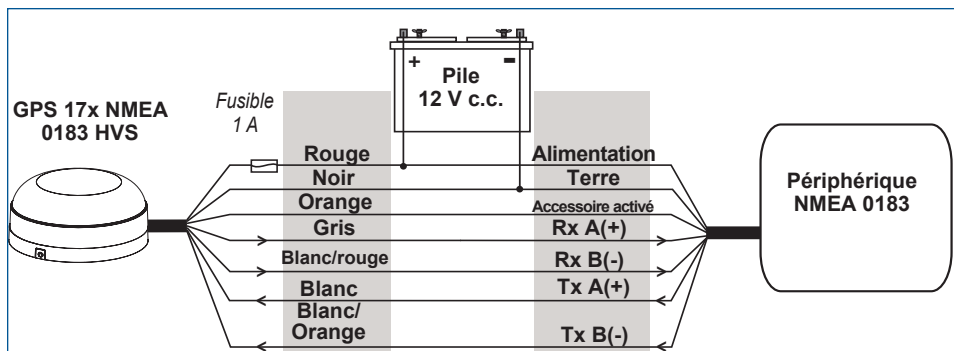 GPS 17x NMEA
0183 HVS
Fusible
1 A
+ -
Pile
12 V c.c.
Rouge
Alimentation
Noir
Terre
Orange
Accessoire activé
Gris
Rx A(+)
Blanc/rouge
Rx B(-)
Blanc
Tx A(+)
Blanc/
Orange
Tx B(-)
Périphérique
NMEA 0183